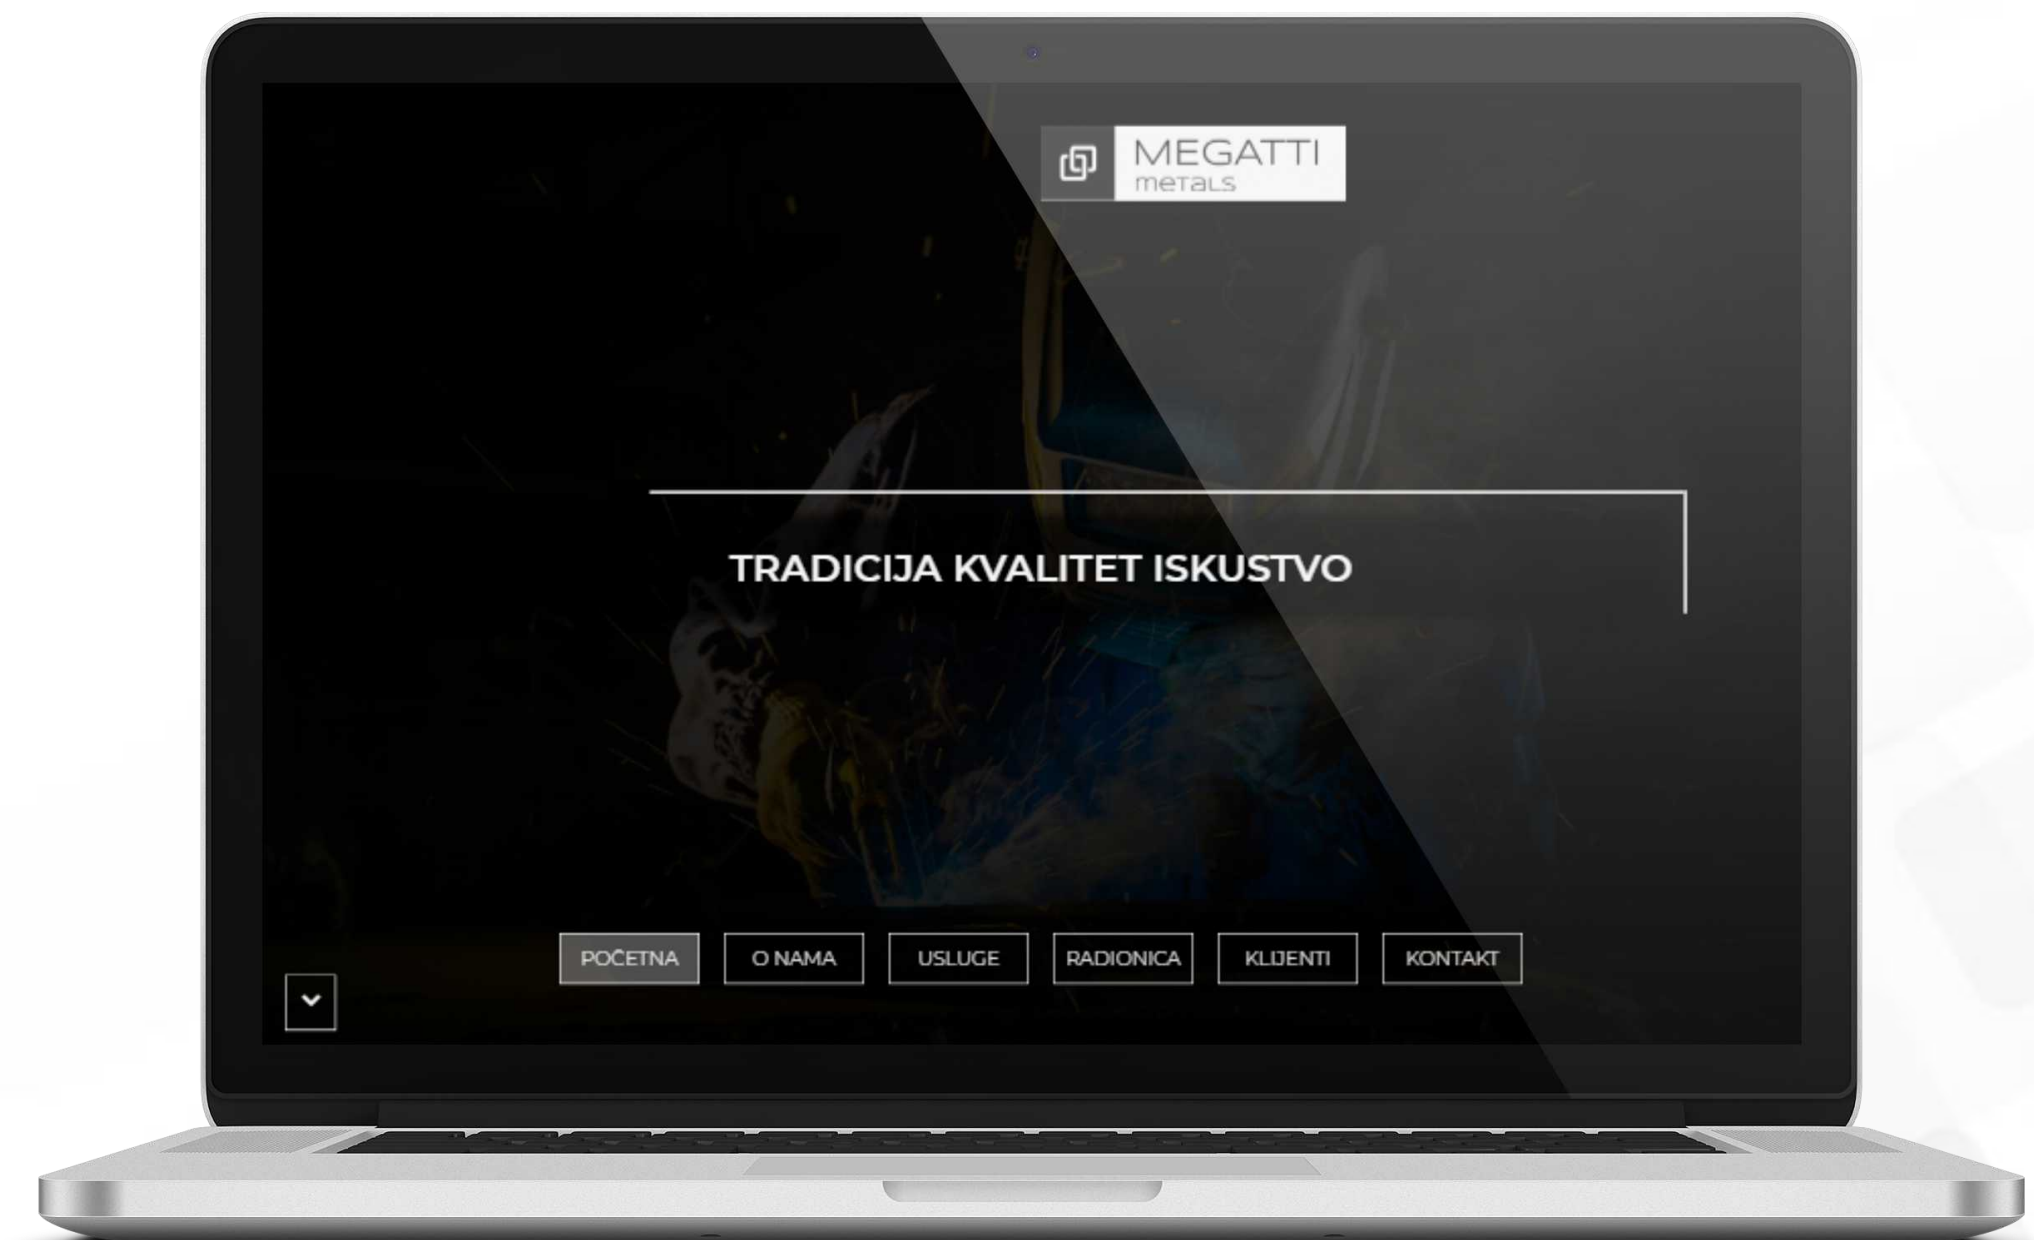 MEGATTI
metals
TRADICIJA KVALITET ISKUSTVO
POČETNA O NAMA USLUGE RADIONICA KLIJENTI KONTAKT